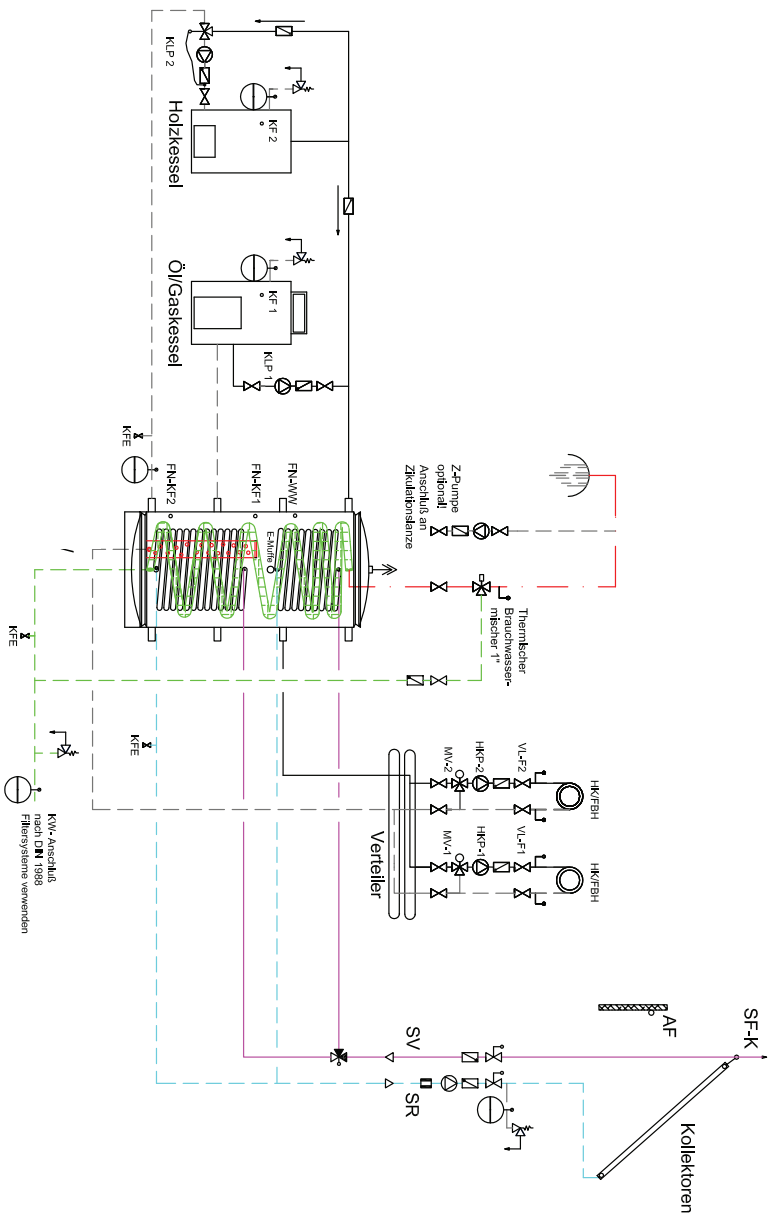 Kollektoren
SF-K
AF
SV
SR
HK/FBH
HK/FBH
VL-F2
HKP-2
MV-2
VL-F1
HKP-1
MV-1
Verteiler
Thermischer
Brauchwasser-
mischer 1"
Z-Pumpe
optional!
Anschluß an
Zikulationslanze
KLP 2
KF 2
Holzkessel
KF 1
Öl/Gaskessel
KLP 1
FN-WW
FN-KF1
FN-KF2
E-Muffe
KFE
KFE
KFE
KW- Anschluß
nach DIN 1988
Filtersysteme verwenden